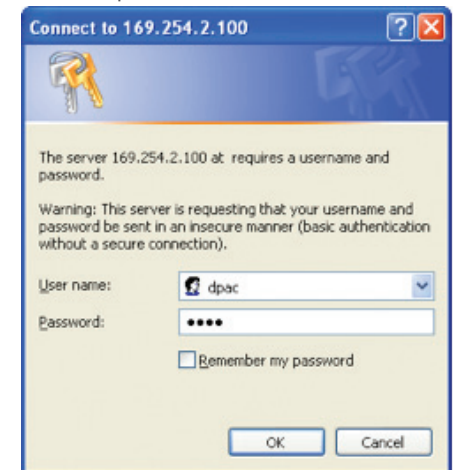 Connect to 169.254.2.100
The server 169.254.2.100 at requires a username and
password.
Warning: This server is requesting that your username and
password be sent in an insecure manner (basic authentication
without a secure connection).
User name:
dpac
Password:
••••
Remember my password
OK
Cancel